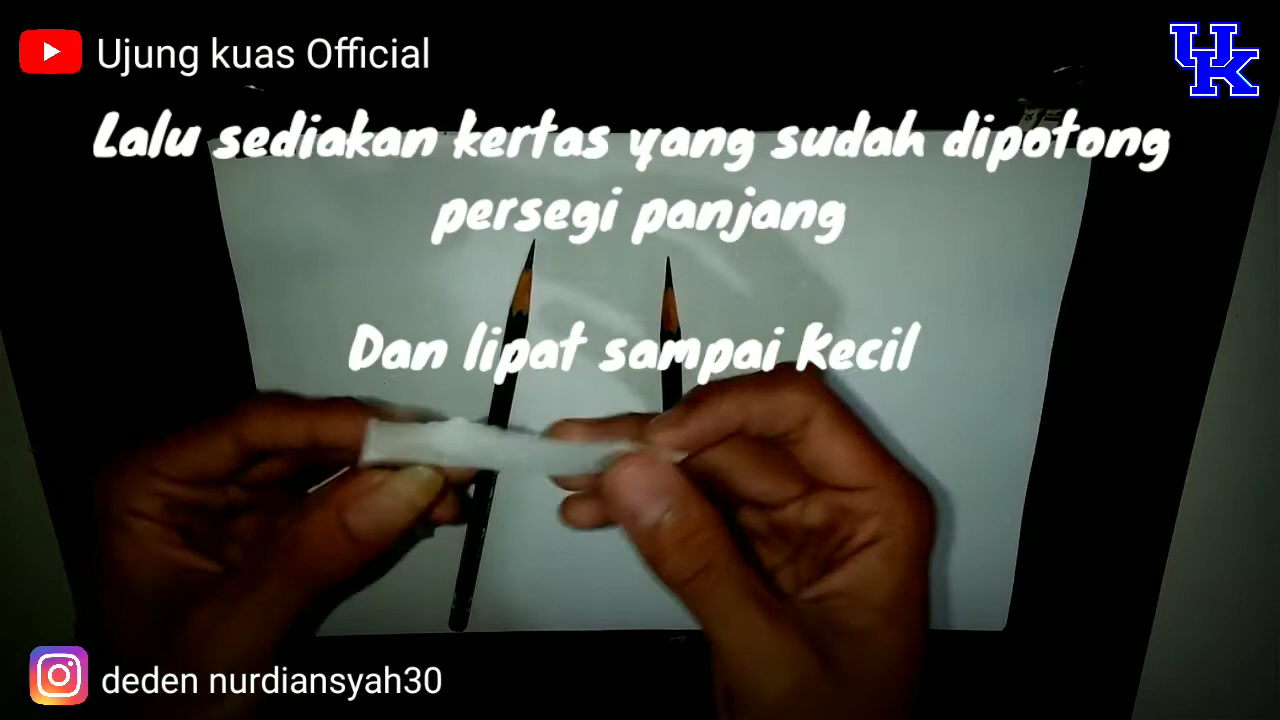 Ujung kuas Official
UK
Lalu sediakan kertas yang sudah dipotong
persegi panjang
Dan lipat sampai kecil
deden nurdiansyah30